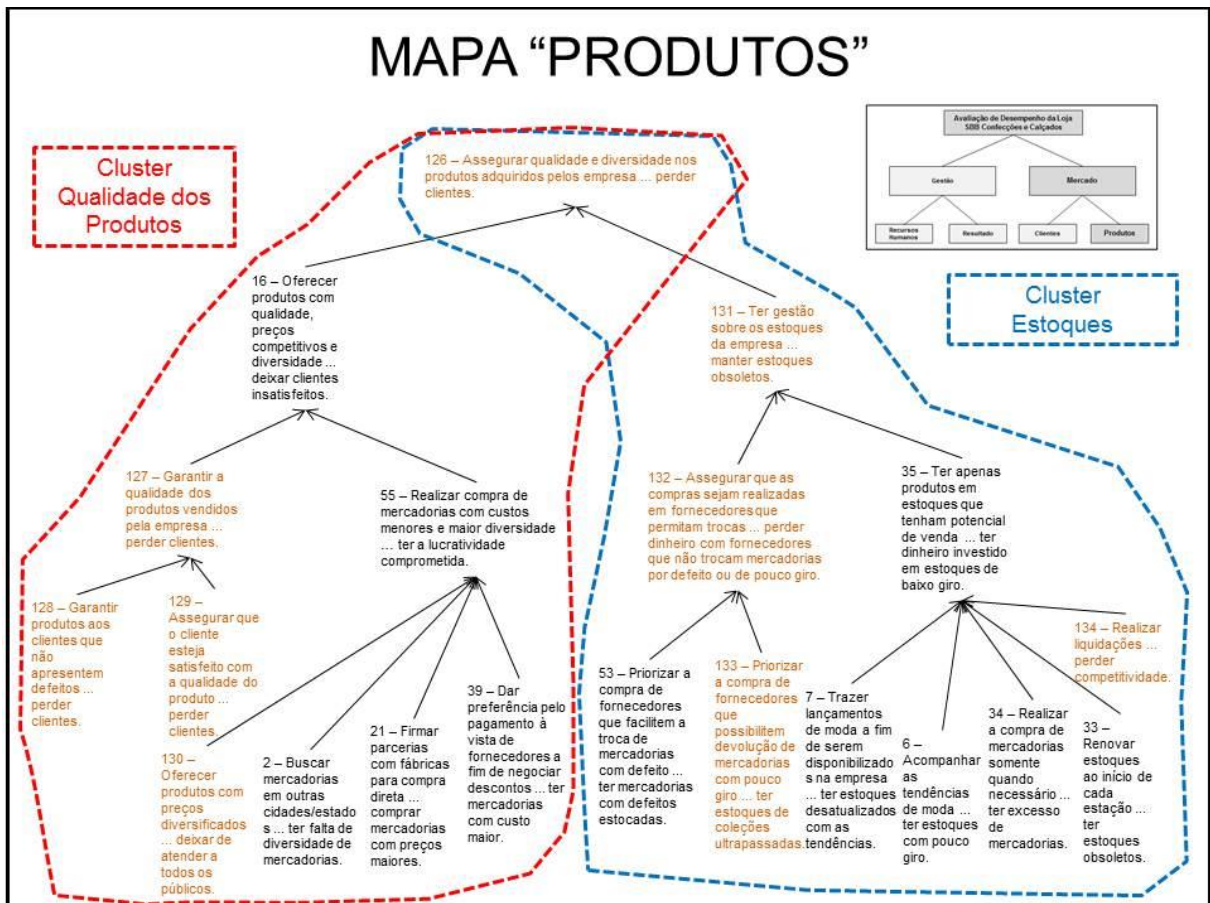 MAPA “PRODUTOS”
Cluster
Qualidade dos
Produtos
Avaliação de Desempenho da Loja
SBB Confecções e Calçados
Gestão
Mercado
Recursos
Humanos
Resultado
Clientes
Produtos
Cluster
Estoques
126 – Assegurar qualidade e diversidade nos
produtos adquiridos pelos empresa ... perder
clientes.
16 – Oferecer
produtos com
qualidade,
preços
competitivos e
diversidade ...
deixar clientes
insatisfeitos.
131 – Ter gestão
sobre os estoques
da empresa ...
manter estoques
obsoletos.
127 – Garantir a
qualidade dos
produtos vendidos
pela empresa ...
perder clientes.
55 – Realizar compra de
mercadorias com custos
menores e maior diversidade
... ter a lucratividade
comprometida.
132 – Assegurar que as
compras sejam realizadas
em fornecedores que
permitam trocas ... perder
dinheiro com fornecedores
que não trocam mercadorias
por defeito ou de pouco giro.
35 – Ter apenas
produtos em
estoques que
tenham potencial
de venda ... ter
dinheiro investido
em estoques de
baixo giro.
128 – Garantir
produtos aos
clientes que
não
apresentem
defeitos ...
perder
clientes.
129 –
Assegurar que
o cliente
esteja
satisfeito com
a qualidade do
produto ...
perder
clientes.
130 –
Oferecer
produtos com
preços
diversificados
... deixar de
atender a
todos os
públicos.
2 – Buscar
mercadorias
em outras
cidades/estado
s ... ter falta de
diversidade de
mercadorias.
21 – Firmar
parcerias
com fábricas
para compra
direta ...
comprar
mercadorias
com preços
maiores.
39 – Dar
preferência pelo
pagamento à
vista de
fornecedores a
fim de negociar
descontos ... ter
mercadorias
com custo
maior.
53 – Priorizar a
compra de
fornecedores
que facilitem a
troca de
mercadorias
com defeito ...
ter mercadorias
com defeitos
estocadas.
133 – Priorizar
a compra de
fornecedores
que
possibilitem
devolução de
mercadorias
com pouco
giro ... ter
estoques de
coleções
ultrapassadas.
7 – Trazer
lançamentos
de moda a fim
de serem
disponibilizado
s na empresa
... ter estoques
desatualizados
com as
tendências.
6 –
Acompanhar
as
tendências
de moda ...
ter estoques
com pouco
giro.
34 – Realizar
a compra de
mercadorias
somente
quando
necessário ...
ter excesso
de
mercadorias.
33 –
Renovar
estoques
ao início de
cada
estação ...
ter
estoques
obsoletos.
134 – Realizar
liquidações ...
perder
competitividade.